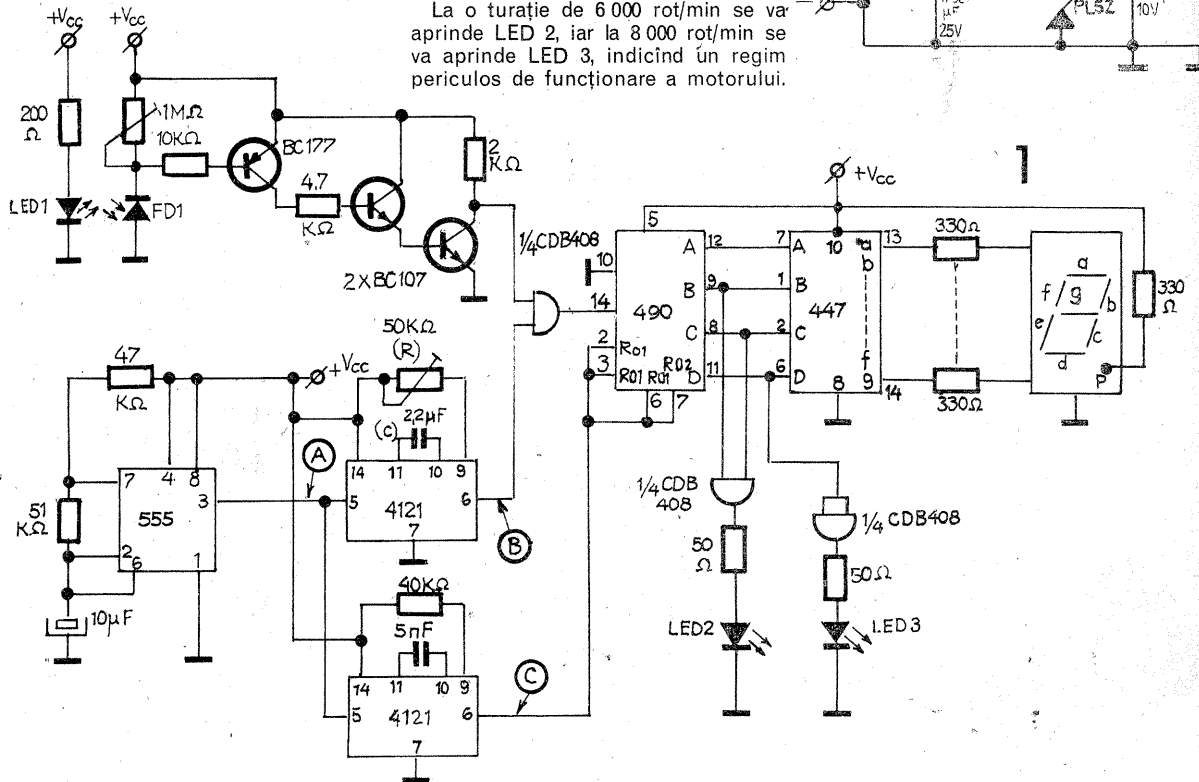 La o turație de 6 000 rot/min se va
aprinde LED 2, iar la 8 000 rot/min se
va aprinde LED 3, indicînd un regim
periculos de funcționare a motorului.
μF
25V
PL5Z
10V
+Vcc
+Vcc
200
Ω
1MΩ
10KΩ
BC177
4,7
KΩ
2
KΩ
LED1
FD1
2XBC107
1/4CDB408
1
+Vcc
5
10
14
490
2 R01
3 R01 R01 R02
6 7
A 12
B 9
C 8
D 11
7 A
1 B
2 C
6 D
10
447
8
a
b
f
g
13
14
330Ω
330Ω
a
f g b
e c
d
P
330
Ω
47
KΩ
+Vcc
50KΩ
(R)
2,2μF
(C)
14 11 10 9
5 4121 6
7
A
B
7 4 8
555
3
2
6 1
51
KΩ
10μF
40KΩ
5nF
14 11 10 9
5 4121 6
7
C
1/4CDB
408
50
Ω
LED2
1/4 CDB408
50Ω
LED3